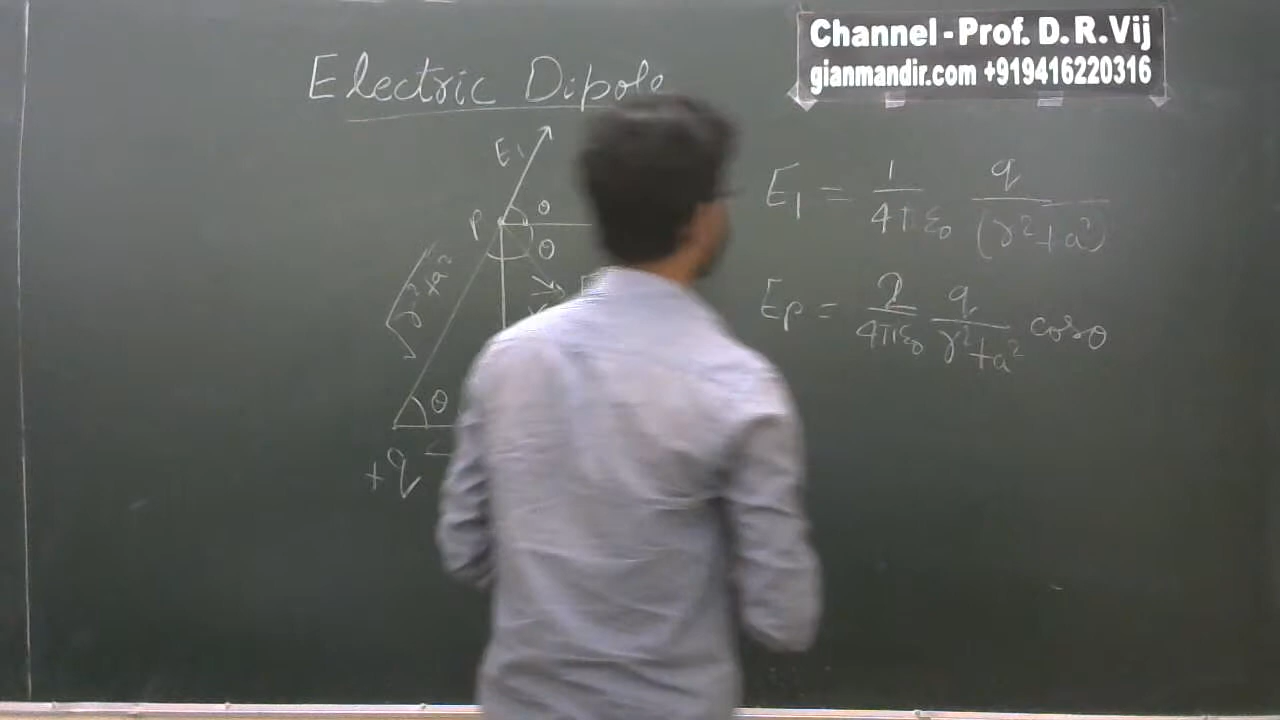 Channel - Prof. D. R. Vij
gianmandir.com +919416220316
Electric Dipole
E1
P
θ
θ
√r²+a²
θ
+q
E1 = 1/4πε0 q/(r²+a²)
Ep = 2/4πε0 q/r²+a² cosθ